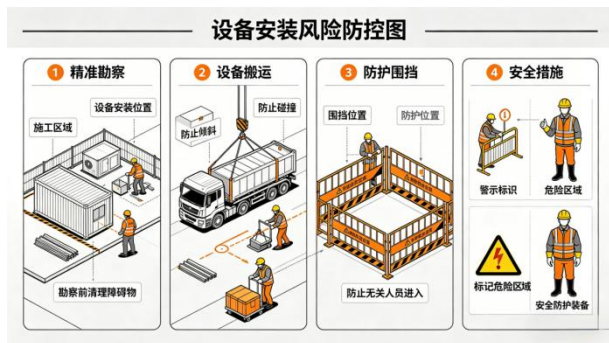 设备安装风险防控图
1 精准勘察
设备安装位置
施工区域
勘察前清理障碍物
2 设备搬运
防止碰撞
防止倾斜
3 防护围挡
围挡位置
防护位置
防止无关人员进入
4 安全措施
警示标识
危险区域
标记危险区域
安全防护装备